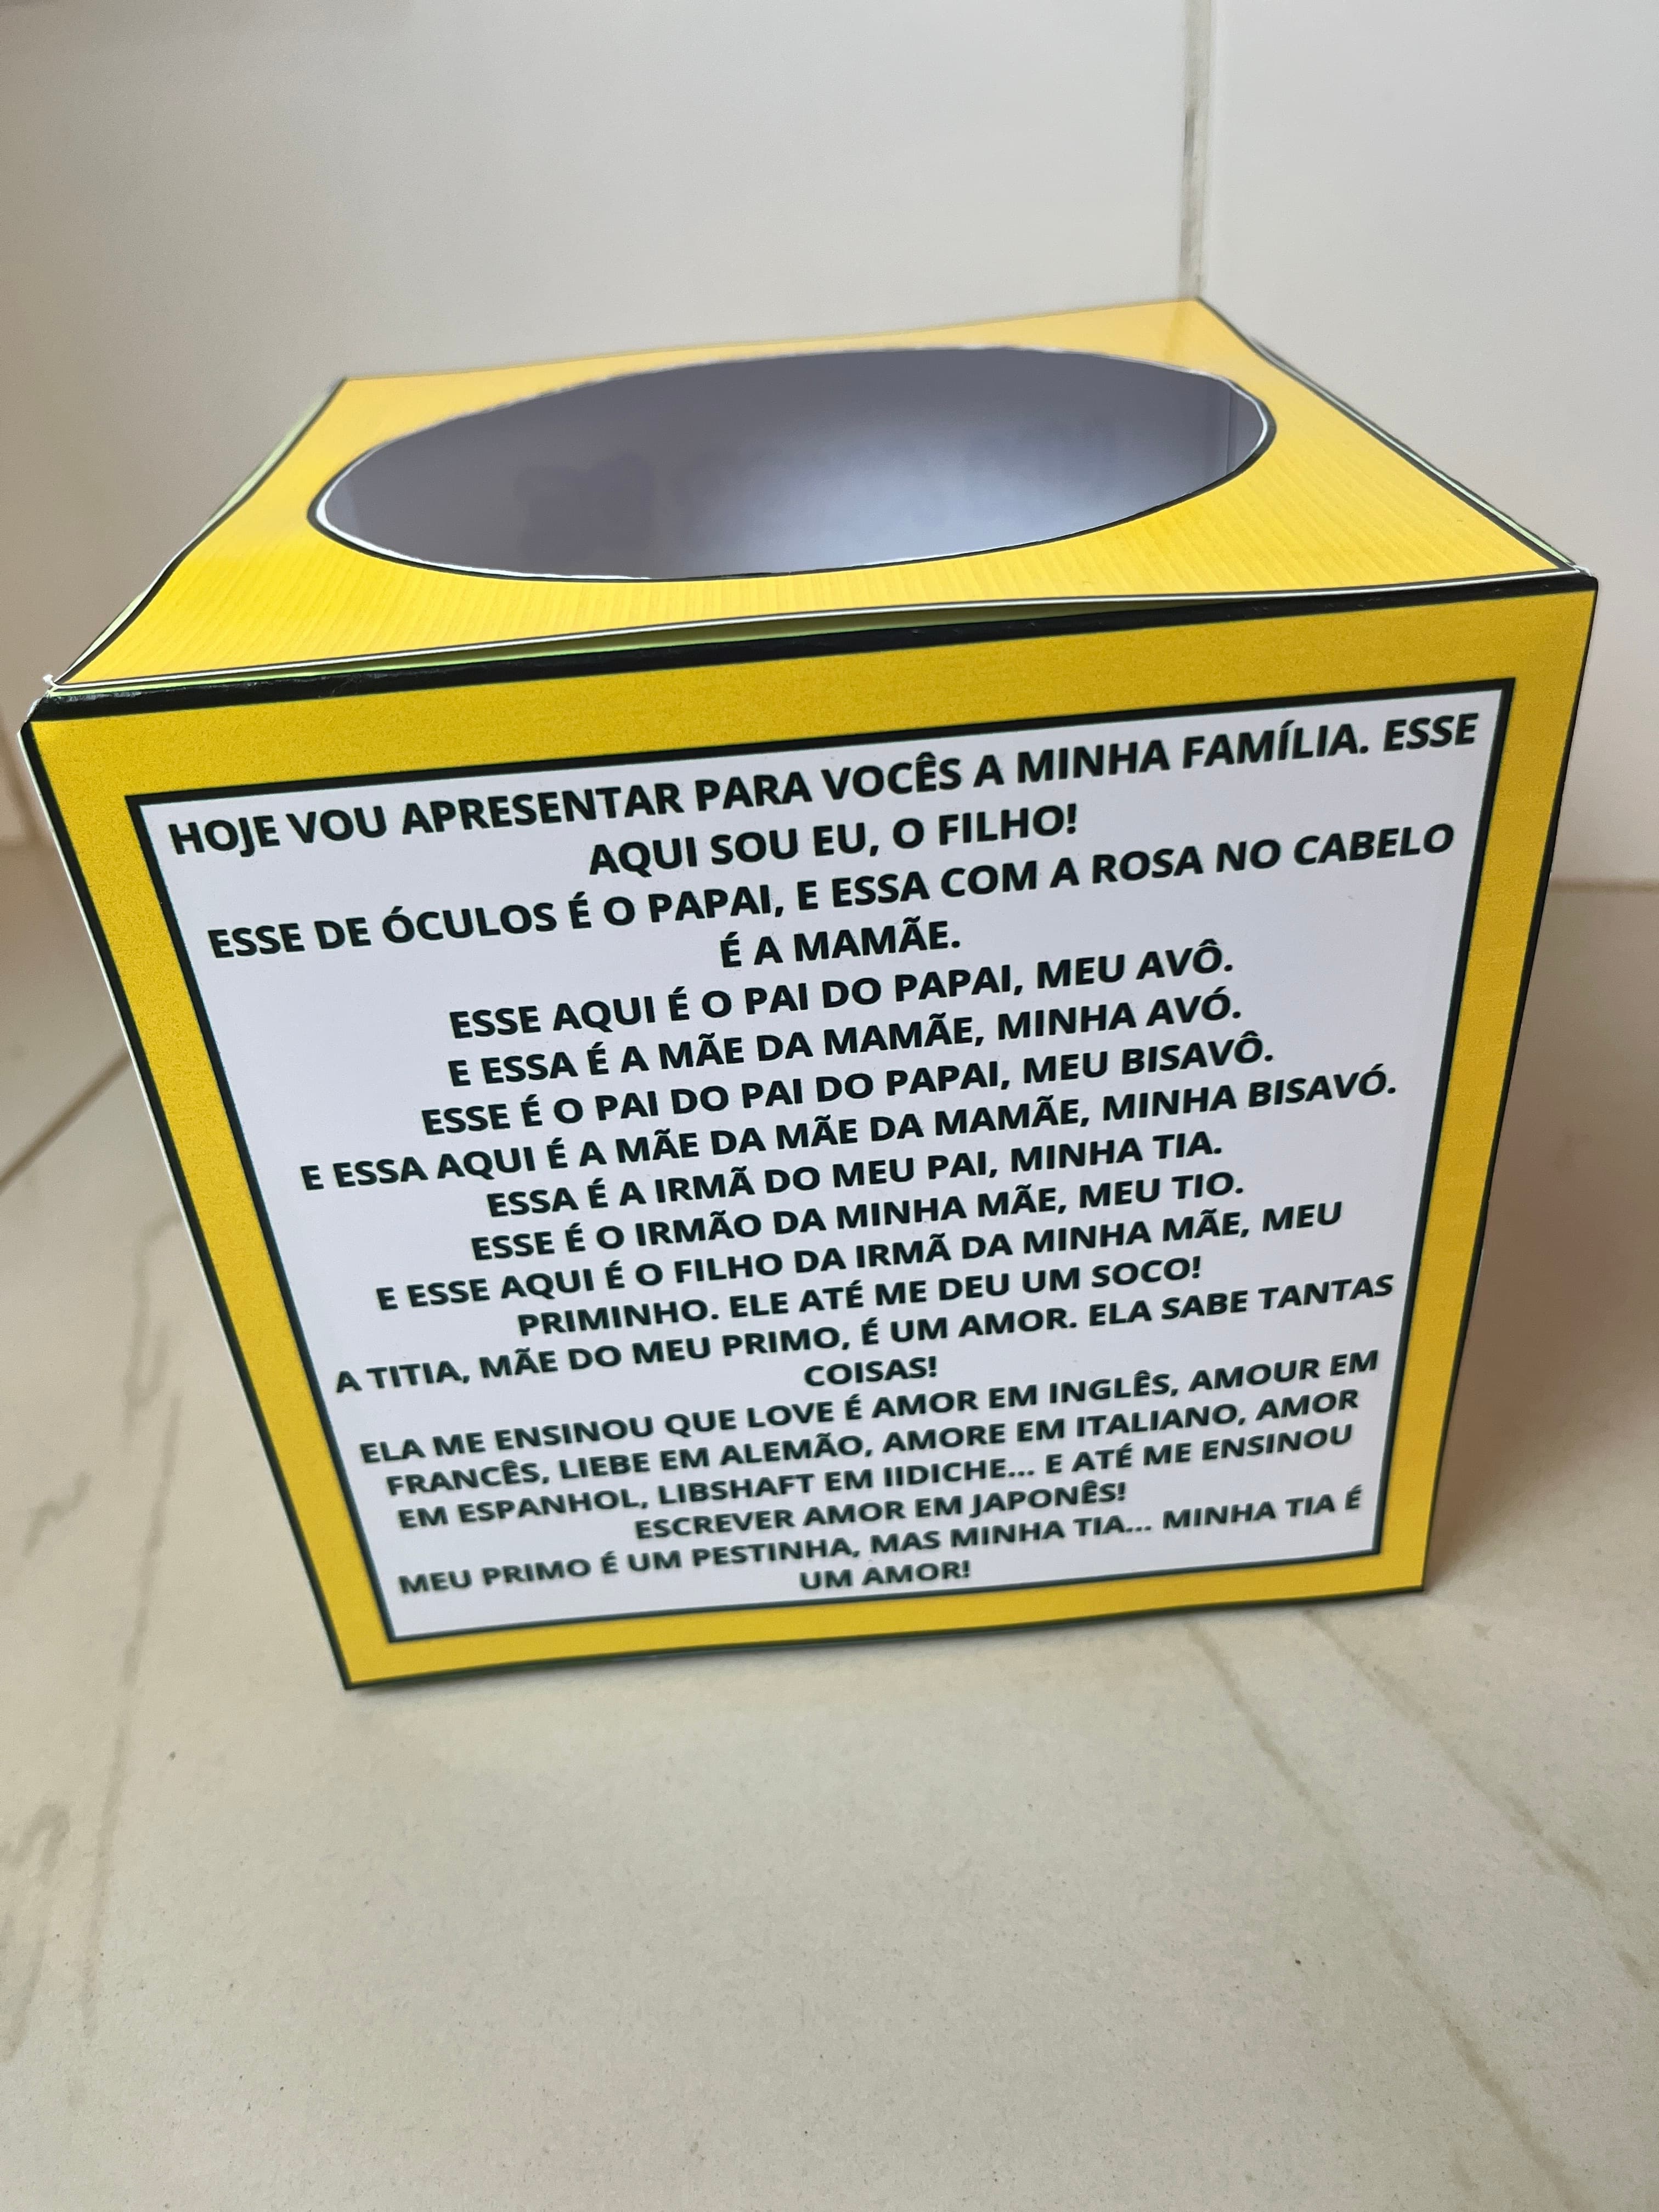 HOJE VOU APRESENTAR PARA VOCÊS A MINHA FAMÍLIA. ESSE
AQUI SOU EU, O FILHO!
ESSE DE ÓCULOS É O PAPAI, E ESSA COM A ROSA NO CABELO
É A MAMÃE.
ESSE AQUI É O PAI DO PAPAI, MEU AVÔ.
E ESSA É A MÃE DA MAMÃE, MINHA AVÓ.
ESSE É O PAI DO PAI DO PAPAI, MEU BISAVÔ.
E ESSA AQUI É A MÃE DA MÃE DA MAMÃE, MINHA BISAVÓ.
ESSA É A IRMÃ DO MEU PAI, MINHA TIA.
ESSE É O IRMÃO DA MINHA MÃE, MEU TIO.
E ESSE AQUI É O FILHO DA IRMÃ DA MINHA MÃE, MEU
PRIMINHO. ELE ATÉ ME DEU UM SOCO!
A TITIA, MÃE DO MEU PRIMO, É UM AMOR. ELA SABE TANTAS
COISAS!
ELA ME ENSINOU QUE LOVE É AMOR EM INGLÊS, AMOUR EM
FRANCÊS, LIEBE EM ALEMÃO, AMORE EM ITALIANO, AMOR
EM ESPANHOL, LIBSHAFT EM IIDICHE... E ATÉ ME ENSINOU
ESCREVER AMOR EM JAPONÊS!
MEU PRIMO É UM PESTINHA, MAS MINHA TIA... MINHA TIA É
UM AMOR!